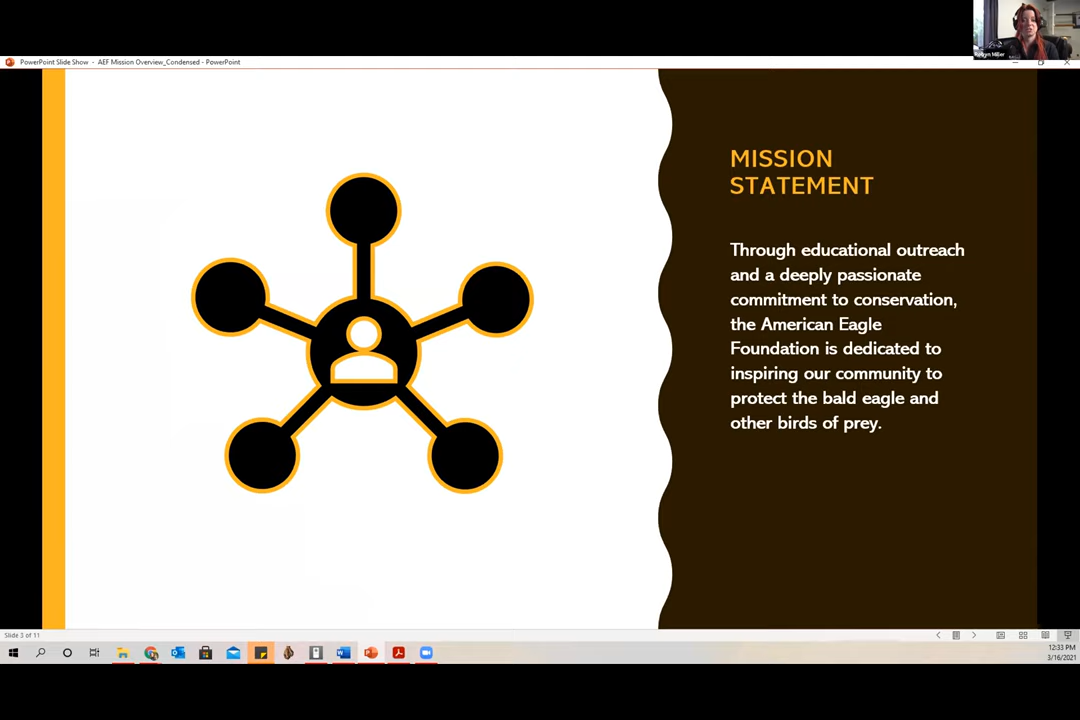 PowerPoint Slide Show - AEF Mission Overview_Condensed - PowerPoint
MISSION
STATEMENT
Through educational outreach
and a deeply passionate
commitment to conservation,
the American Eagle
Foundation is dedicated to
inspiring our community to
protect the bald eagle and
other birds of prey.
Slide 3 of 11
12:33 PM
3/16/2021